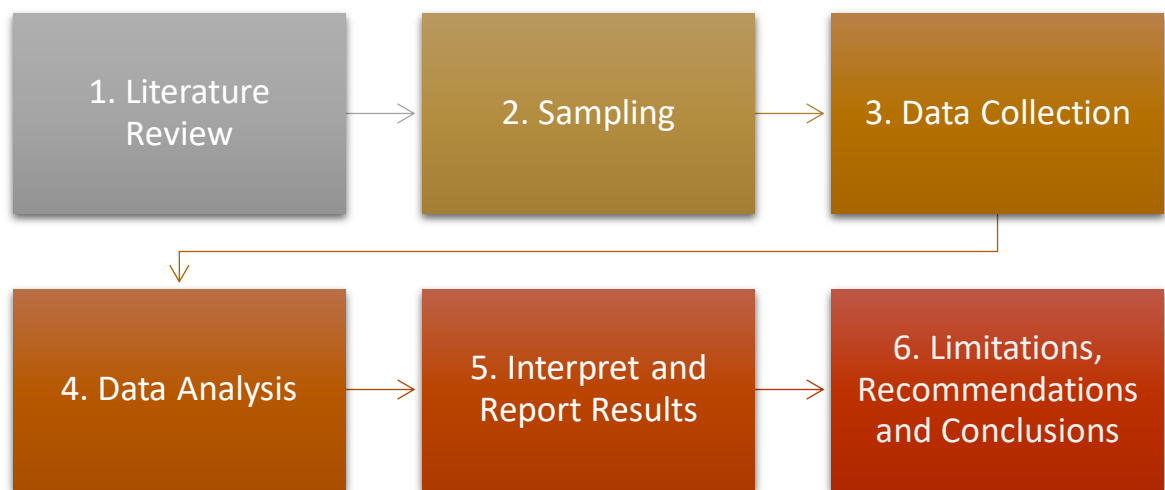 1. Literature
Review
2. Sampling
3. Data Collection
4. Data Analysis
5. Interpret and
Report Results
6. Limitations,
Recommendations
and Conclusions